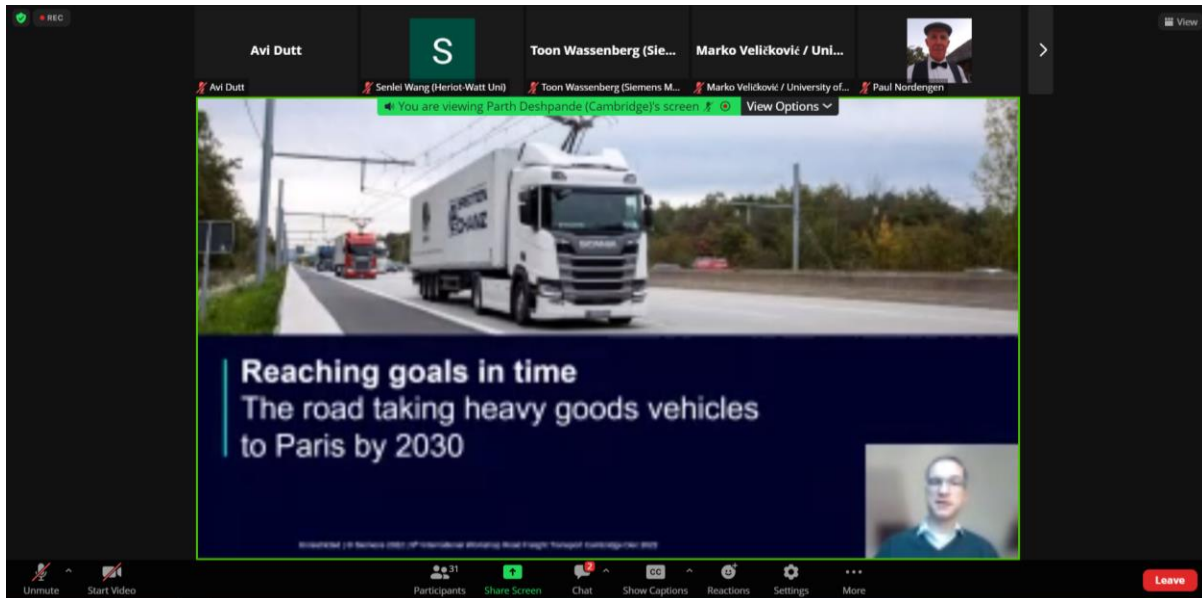 REC
View
Avi Dutt
S
Toon Wassenberg (Sie...
Marko Veličković / Uni...
Avi Dutt
Senlei Wang (Heriot-Watt Uni)
Toon Wassenberg (Siemens M...
Marko Veličković / University of...
Paul Nordengen
You are viewing Parth Deshpande (Cambridge)'s screen
View Options
SCANIA
Reaching goals in time
The road taking heavy goods vehicles
to Paris by 2030
Unmute
Start Video
Participants
31
Share Screen
Chat
2
CC
Show Captions
Reactions
Settings
More
Leave